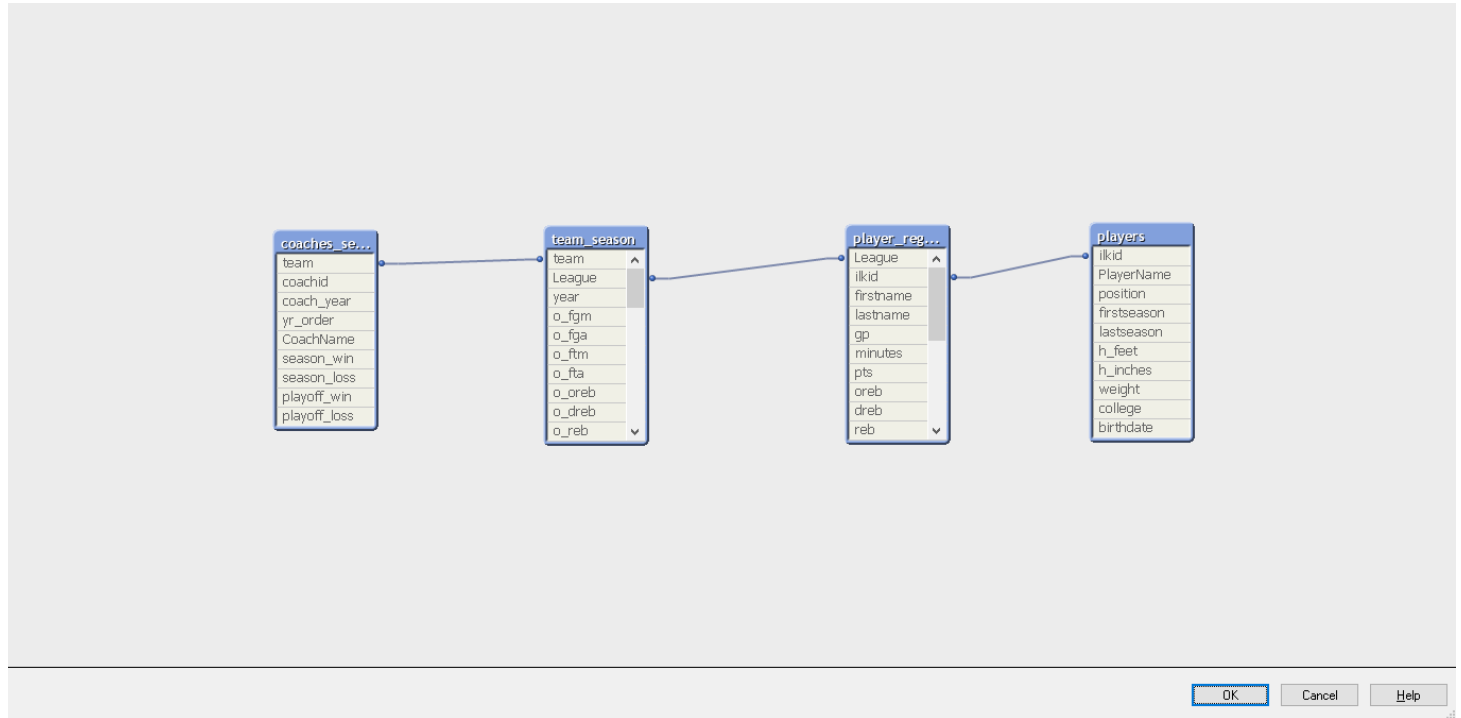 coaches_se...
team
coachid
coach_year
yr_order
CoachName
season_win
season_loss
playoff_win
playoff_loss
team_season
team
League
year
o_fgm
o_fga
o_ftm
o_fta
o_oreb
o_dreb
o_reb
player_reg...
League
ilkid
firstname
lastname
gp
minutes
pts
oreb
dreb
reb
players
ilkid
PlayerName
position
firstseason
lastseason
h_feet
h_inches
weight
college
birthdate
OK Cancel Help